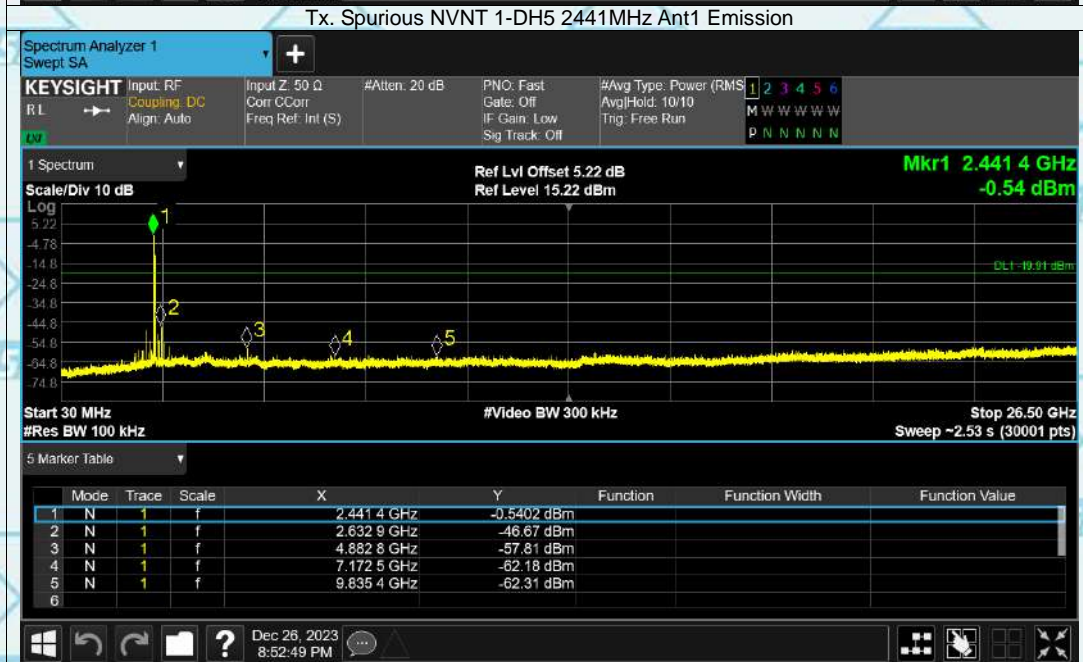 Tx. Spurious NVNT 1-DH5 2441MHz Ant1 Emission
Spectrum Analyzer 1
Swept SA
+
KEYSIGHT Input: RF
RL
Coupling: DC
Align: Auto
LXI
Input Z: 50 Ω
Corr CCorr
Freq Ref: Int (S)
#Atten: 20 dB
PNO: Fast
Gate: Off
IF Gain: Low
Sig Track: Off
#Avg Type: Power (RMS
Avg|Hold: 10/10
Trig: Free Run
1 2 3 4 5 6
M W W W W W
P N N N N N
1 Spectrum
Scale/Div 10 dB
Ref Lvl Offset 5.22 dB
Ref Level 15.22 dBm
Mkr1 2.441 4 GHz
-0.54 dBm
Log
5.22
-4.78
-14.8
-24.8
-34.8
-44.8
-54.8
-64.8
-74.8
1
2
3
4
5
DL1 -19.91 dBm
Start 30 MHz
#Res BW 100 kHz
#Video BW 300 kHz
Stop 26.50 GHz
Sweep ~2.53 s (30001 pts)
5 Marker Table
Mode Trace Scale X Y Function Function Width Function Value
1 N 1 f 2.441 4 GHz -0.5402 dBm
2 N 1 f 2.632 9 GHz -46.67 dBm
3 N 1 f 4.882 8 GHz -57.81 dBm
4 N 1 f 7.172 5 GHz -62.18 dBm
5 N 1 f 9.835 4 GHz -62.31 dBm
6
?
Dec 26, 2023
8:52:49 PM